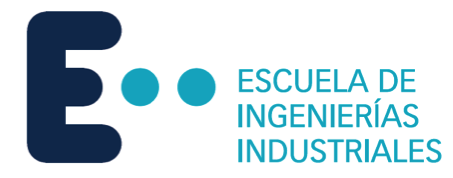 E
ESCUELA DE
INGENIERÍAS
INDUSTRIALES